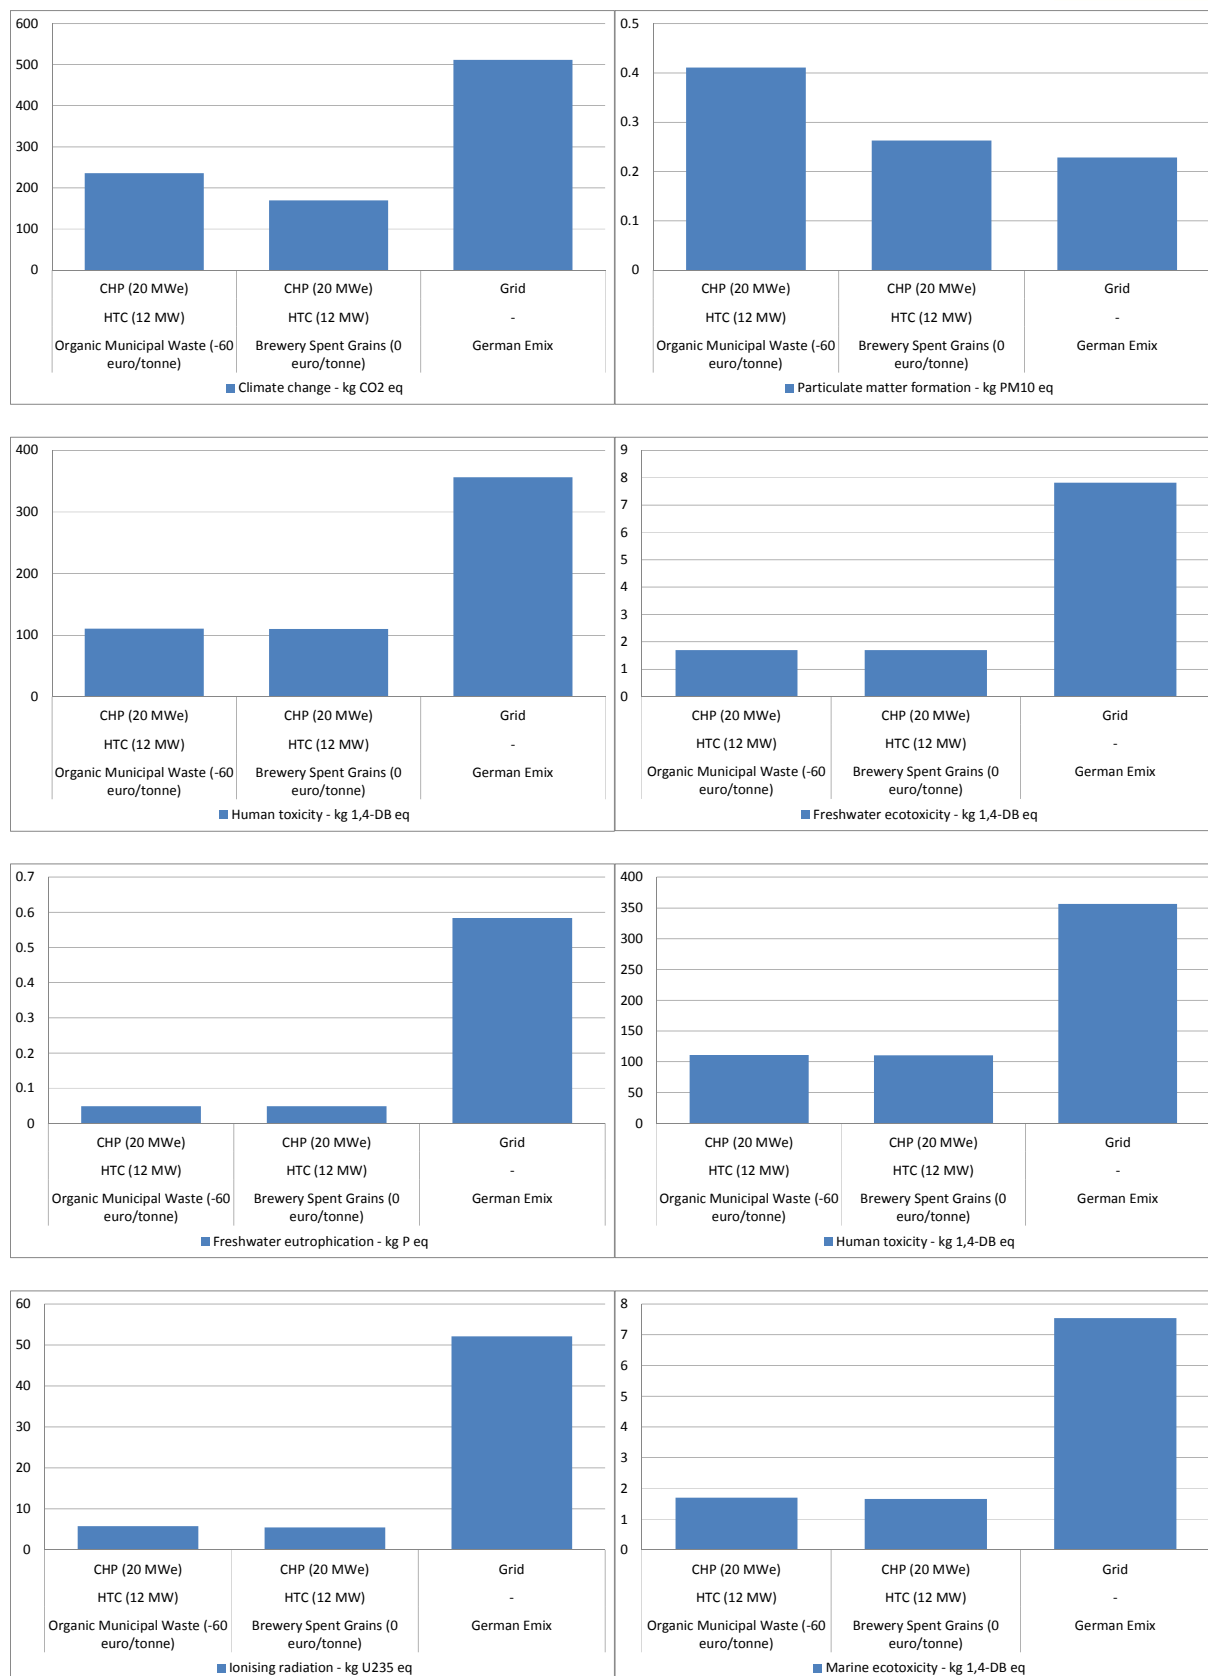 600
500
400
300
200
100
0
CHP (20 MWe) CHP (20 MWe) Grid
HTC (12 MW) HTC (12 MW) -
Organic Municipal Waste (-60 Brewery Spent Grains (0 German Emix
euro/tonne) euro/tonne)
Climate change - kg CO2 eq
0.5
0.4
0.3
0.2
0.1
0
CHP (20 MWe) CHP (20 MWe) Grid
HTC (12 MW) HTC (12 MW) -
Organic Municipal Waste (-60 Brewery Spent Grains (0 German Emix
euro/tonne) euro/tonne)
Particulate matter formation - kg PM10 eq
400
300
200
100
0
CHP (20 MWe) CHP (20 MWe) Grid
HTC (12 MW) HTC (12 MW) -
Organic Municipal Waste (-60 Brewery Spent Grains (0 German Emix
euro/tonne) euro/tonne)
Human toxicity - kg 1,4-DB eq
9
8
7
6
5
4
3
2
1
0
CHP (20 MWe) CHP (20 MWe) Grid
HTC (12 MW) HTC (12 MW) -
Organic Municipal Waste (-60 Brewery Spent Grains (0 German Emix
euro/tonne) euro/tonne)
Freshwater ecotoxicity - kg 1,4-DB eq
0.7
0.6
0.5
0.4
0.3
0.2
0.1
0
CHP (20 MWe) CHP (20 MWe) Grid
HTC (12 MW) HTC (12 MW) -
Organic Municipal Waste (-60 Brewery Spent Grains (0 German Emix
euro/tonne) euro/tonne)
Freshwater eutrophication - kg P eq
400
350
300
250
200
150
100
50
0
CHP (20 MWe) CHP (20 MWe) Grid
HTC (12 MW) HTC (12 MW) -
Organic Municipal Waste (-60 Brewery Spent Grains (0 German Emix
euro/tonne) euro/tonne)
Human toxicity - kg 1,4-DB eq
60
50
40
30
20
10
0
CHP (20 MWe) CHP (20 MWe) Grid
HTC (12 MW) HTC (12 MW) -
Organic Municipal Waste (-60 Brewery Spent Grains (0 German Emix
euro/tonne) euro/tonne)
Ionising radiation - kg U235 eq
8
7
6
5
4
3
2
1
0
CHP (20 MWe) CHP (20 MWe) Grid
HTC (12 MW) HTC (12 MW) -
Organic Municipal Waste (-60 Brewery Spent Grains (0 German Emix
euro/tonne) euro/tonne)
Marine ecotoxicity - kg 1,4-DB eq